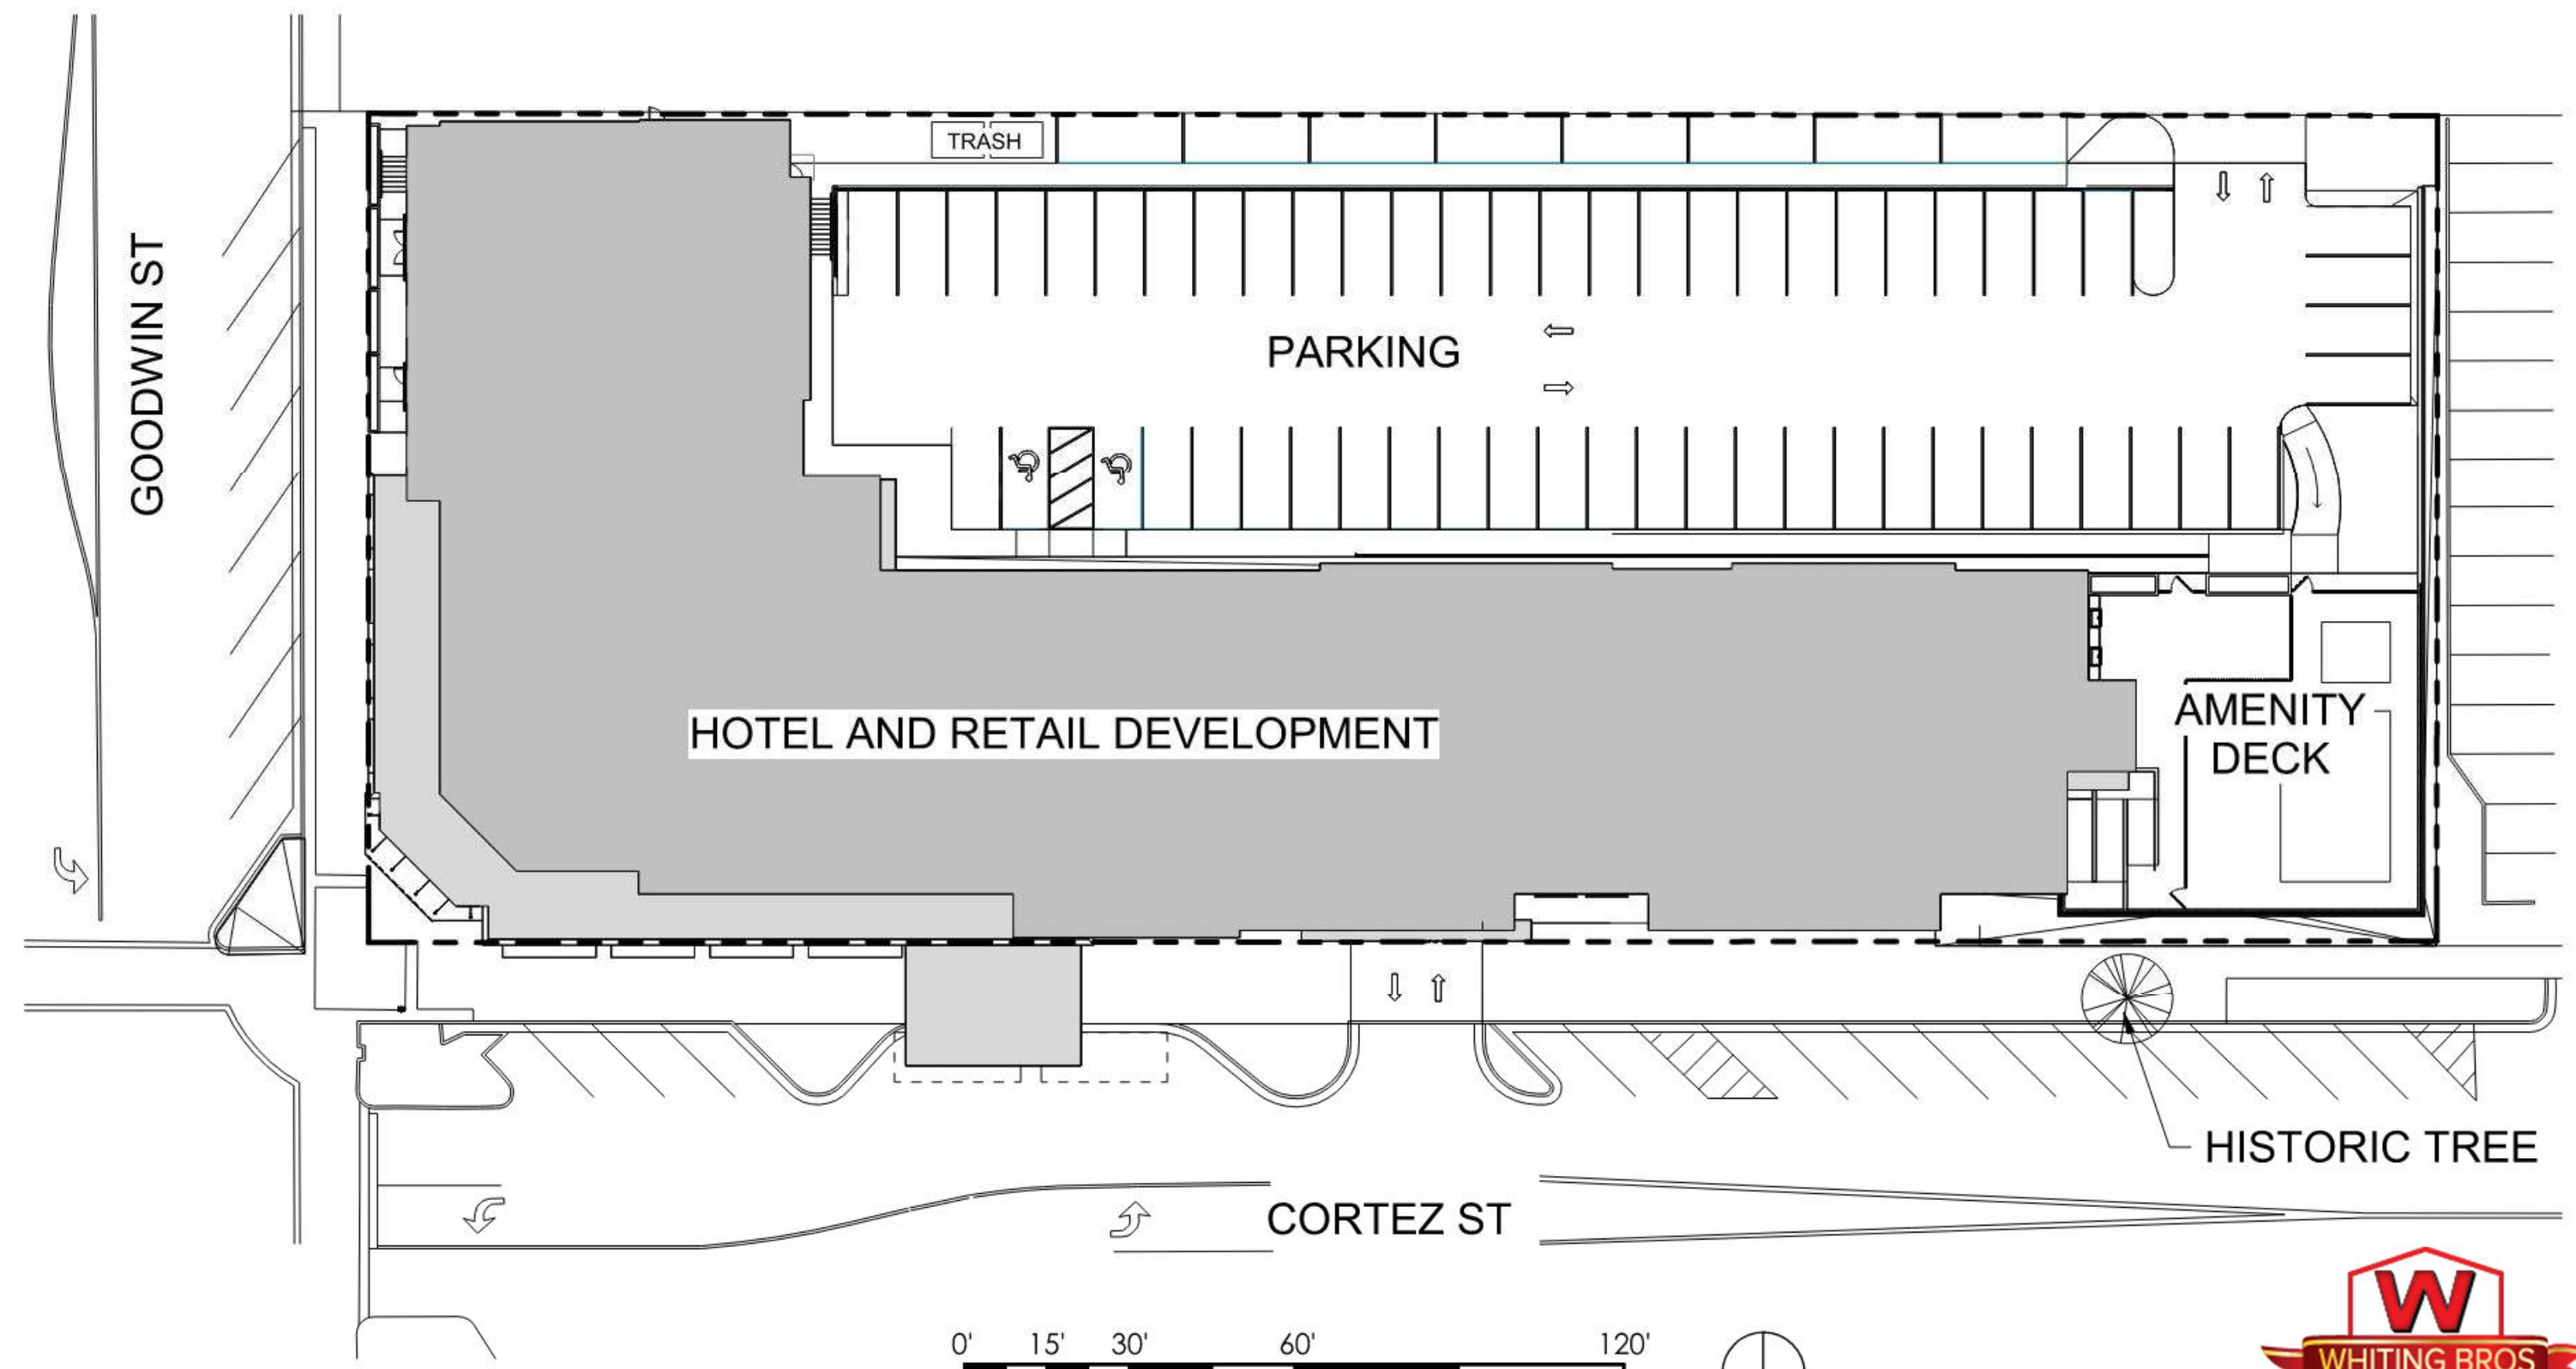 TRASH
GOODWIN ST
PARKING
HOTEL AND RETAIL DEVELOPMENT
AMENITY
DECK
HISTORIC TREE
CORTEZ ST
0' 15' 30' 60' 120'
W
WHITING BROS